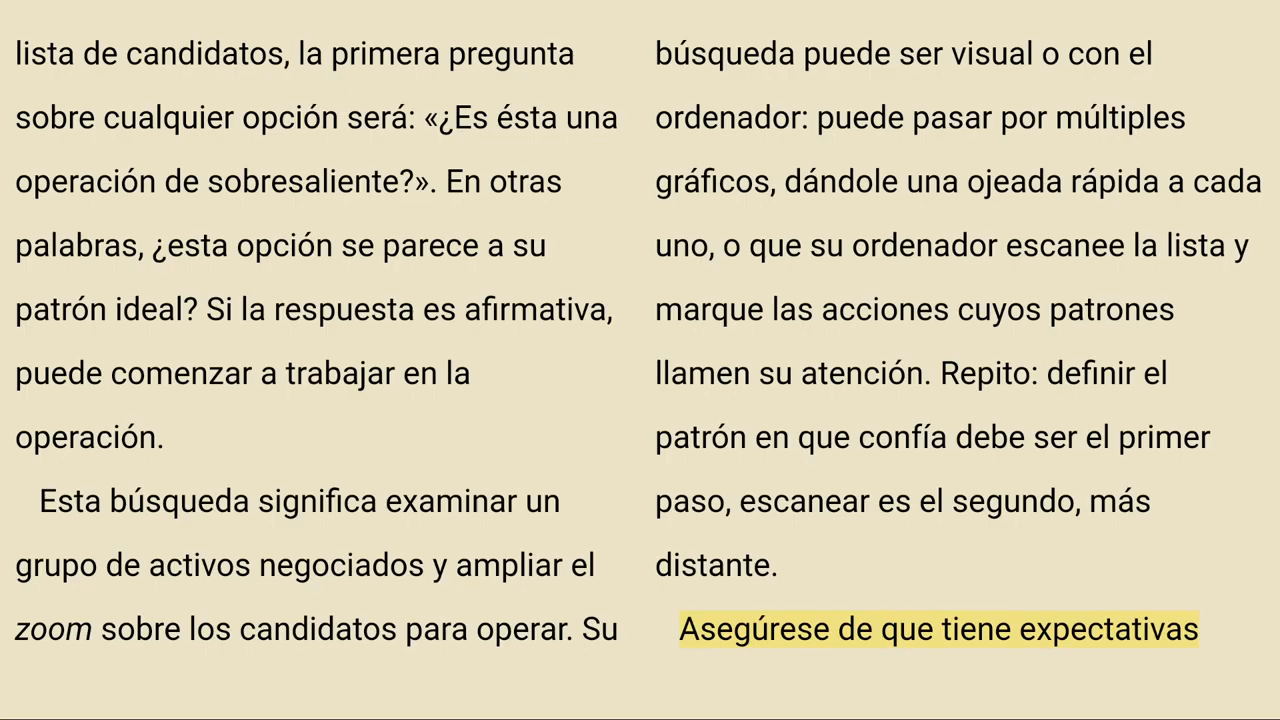 lista de candidatos, la primera pregunta
sobre cualquier opción será: «¿Es ésta una
operación de sobresaliente?». En otras
palabras, ¿esta opción se parece a su
patrón ideal? Si la respuesta es afirmativa,
puede comenzar a trabajar en la
operación.
Esta búsqueda significa examinar un
grupo de activos negociados y ampliar el
zoom sobre los candidatos para operar. Su
búsqueda puede ser visual o con el
ordenador: puede pasar por múltiples
gráficos, dándole una ojeada rápida a cada
uno, o que su ordenador escanee la lista y
marque las acciones cuyos patrones
llamen su atención. Repito: definir el
patrón en que confía debe ser el primer
paso, escanear es el segundo, más
distante.
Asegúrese de que tiene expectativas